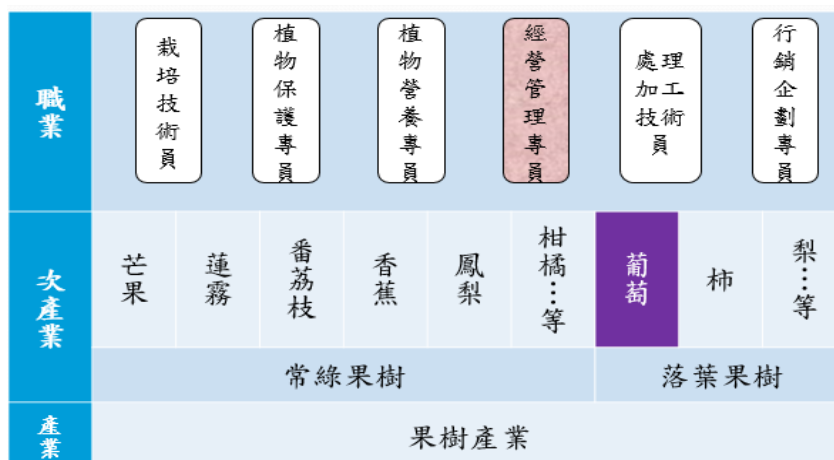 職業
栽培技術員
植物保護專員
植物營養專員
經營管理專員
處理
加工
技術
員
行銷企劃專員
次產業
芒果
蓮霧
番荔枝
香蕉
鳳梨
柑橘…等
葡萄
柿
梨…等
常綠果樹
落葉果樹
產業
果樹產業